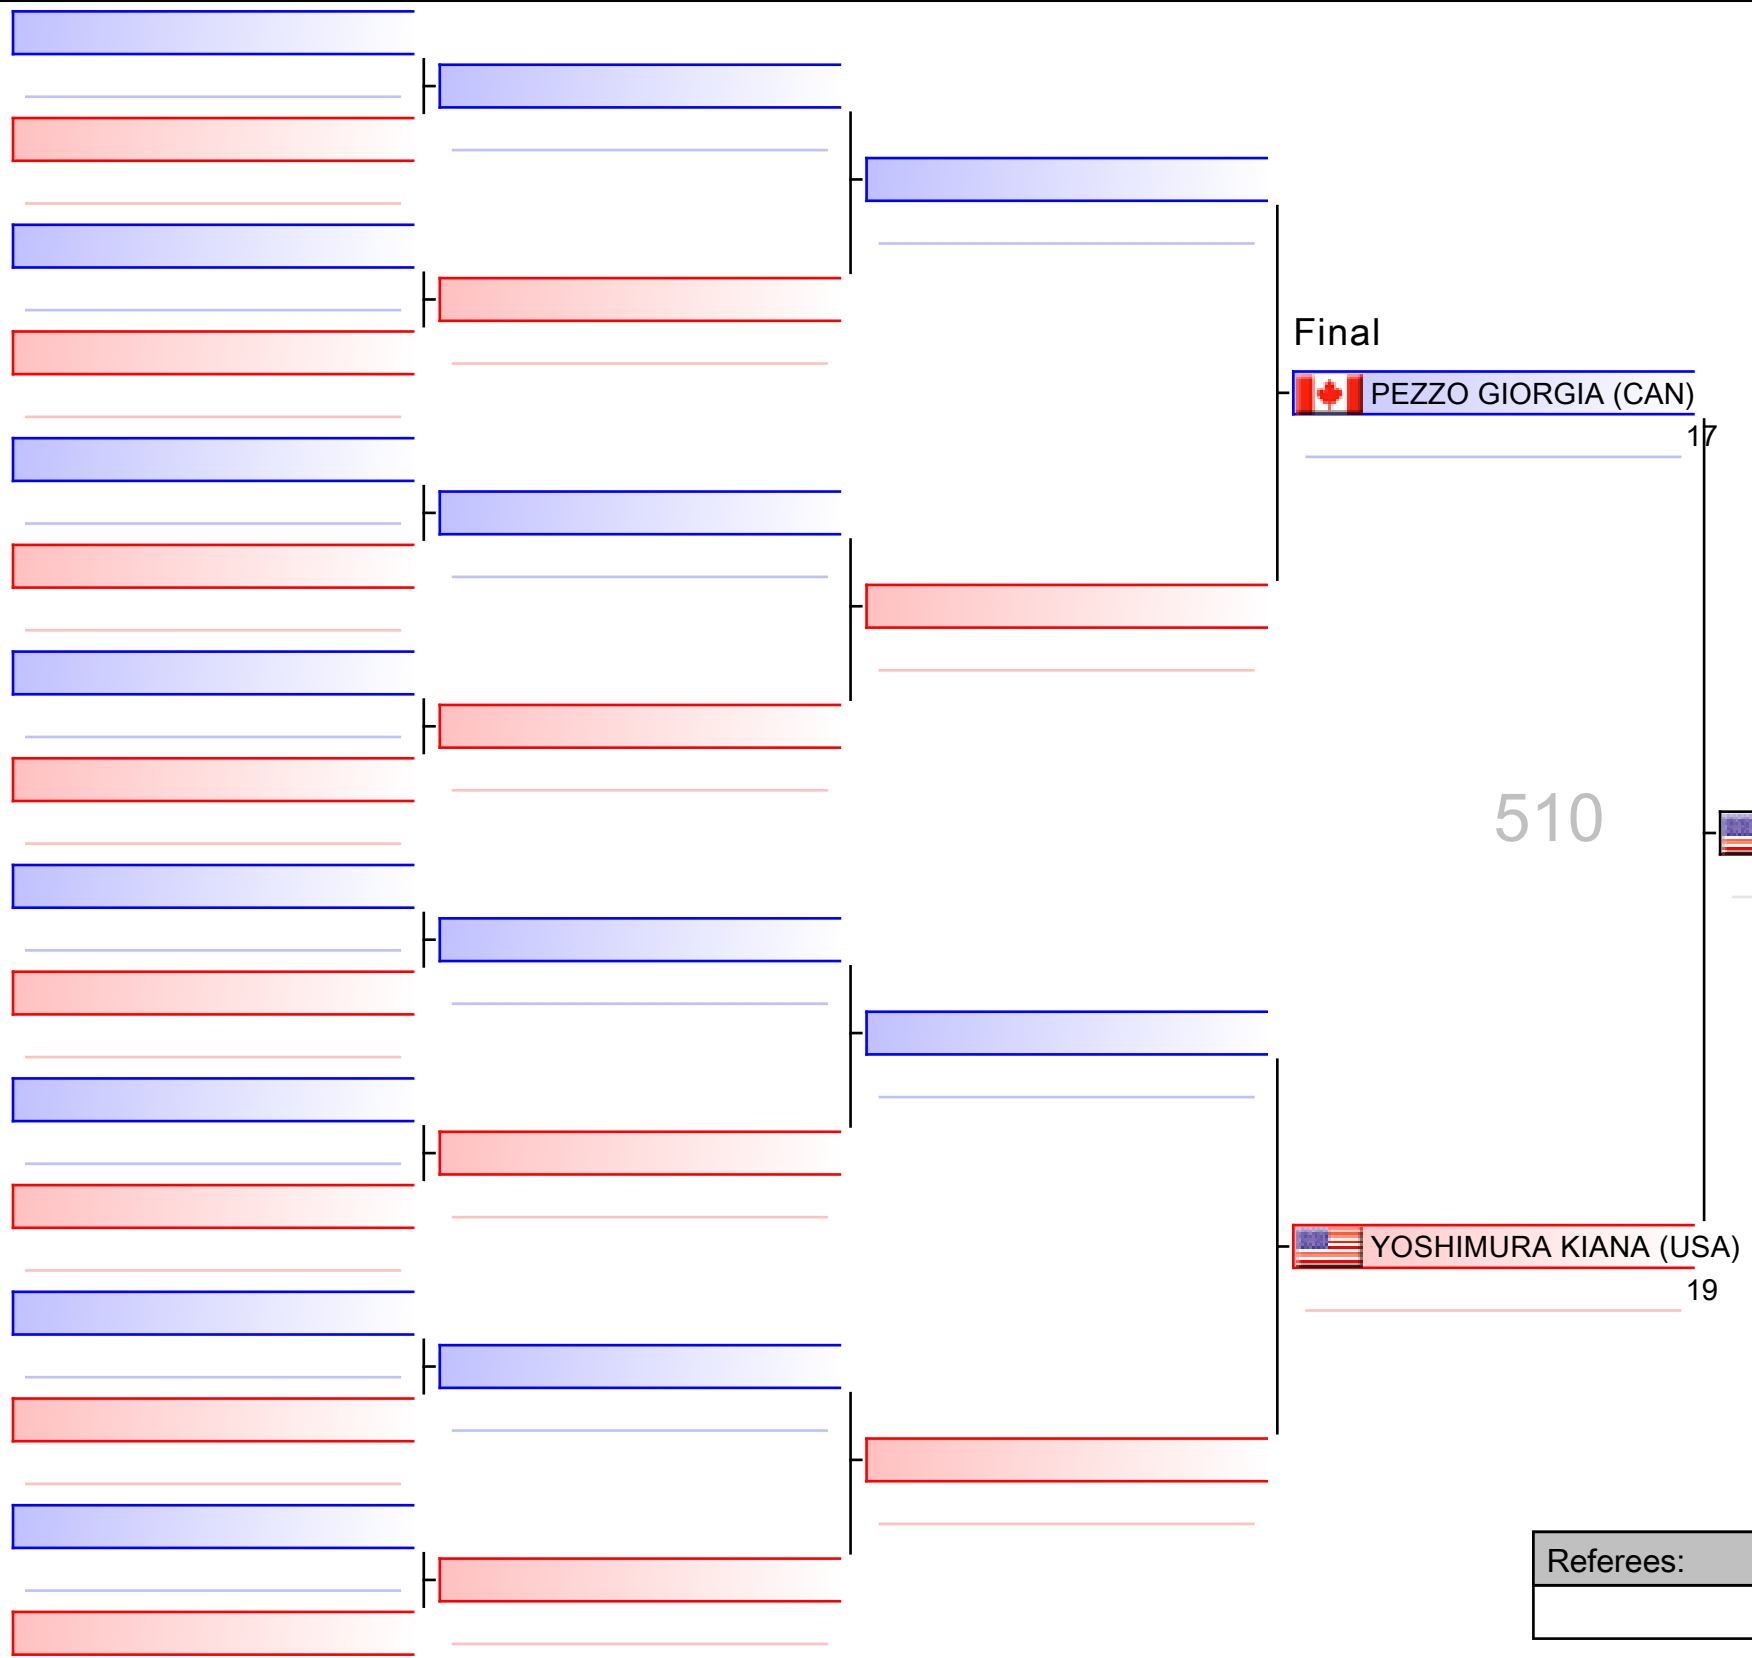 Final
PEZZO GIORGIA (CAN)
17
510
YOSHIMURA KIANA (USA)
19
Referees: